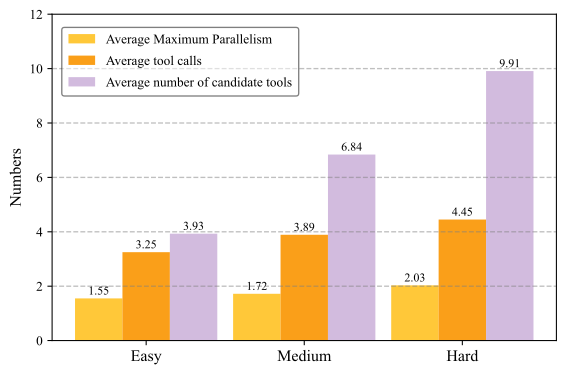 Numbers
12
10
8
6
4
2
0
Average Maximum Parallelism
Average tool calls
Average number of candidate tools
1.55
3.25
3.93
1.72
3.89
6.84
2.03
4.45
9.91
Easy
Medium
Hard